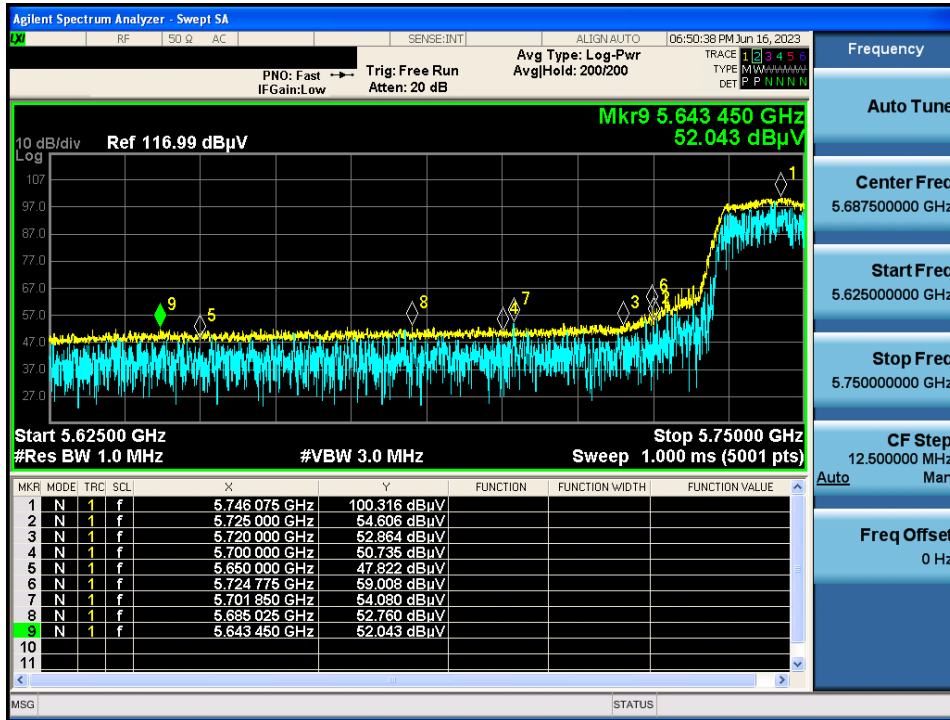 Agilent Spectrum Analyzer - Swept SA
LXI RF 50 Ω AC SENSE:INT ALIGN AUTO 06:50:38 PM Jun 16, 2023
PNO: Fast
IFGain:Low
Trig: Free Run
Atten: 20 dB
Avg Type: Log-Pwr
Avg|Hold: 200/200
TRACE 1 2 3 4 5 6
TYPE M W W W W W
DET P P N N N N
Mkr9 5.643 450 GHz
52.043 dBµV
10 dB/div Ref 116.99 dBµV
Log
107
97.0
87.0
77.0
67.0
57.0
47.0
37.0
27.0
1
9
5
8
4
7
3
6
2
Start 5.62500 GHz Stop 5.75000 GHz
#Res BW 1.0 MHz #VBW 3.0 MHz Sweep 1.000 ms (5001 pts)
MKR MODE TRC SCL X Y FUNCTION FUNCTION WIDTH FUNCTION VALUE
1 N 1 f 5.746 075 GHz 100.316 dBµV
2 N 1 f 5.725 000 GHz 54.606 dBµV
3 N 1 f 5.720 000 GHz 52.864 dBµV
4 N 1 f 5.700 000 GHz 50.735 dBµV
5 N 1 f 5.650 000 GHz 47.822 dBµV
6 N 1 f 5.724 775 GHz 59.008 dBµV
7 N 1 f 5.701 850 GHz 54.080 dBµV
8 N 1 f 5.685 025 GHz 52.760 dBµV
9 N 1 f 5.643 450 GHz 52.043 dBµV
10
11
MSG STATUS
Frequency
Auto Tune
Center Freq
5.687500000 GHz
Start Freq
5.625000000 GHz
Stop Freq
5.750000000 GHz
CF Step
12.500000 MHz
Auto Man
Freq Offset
0 Hz